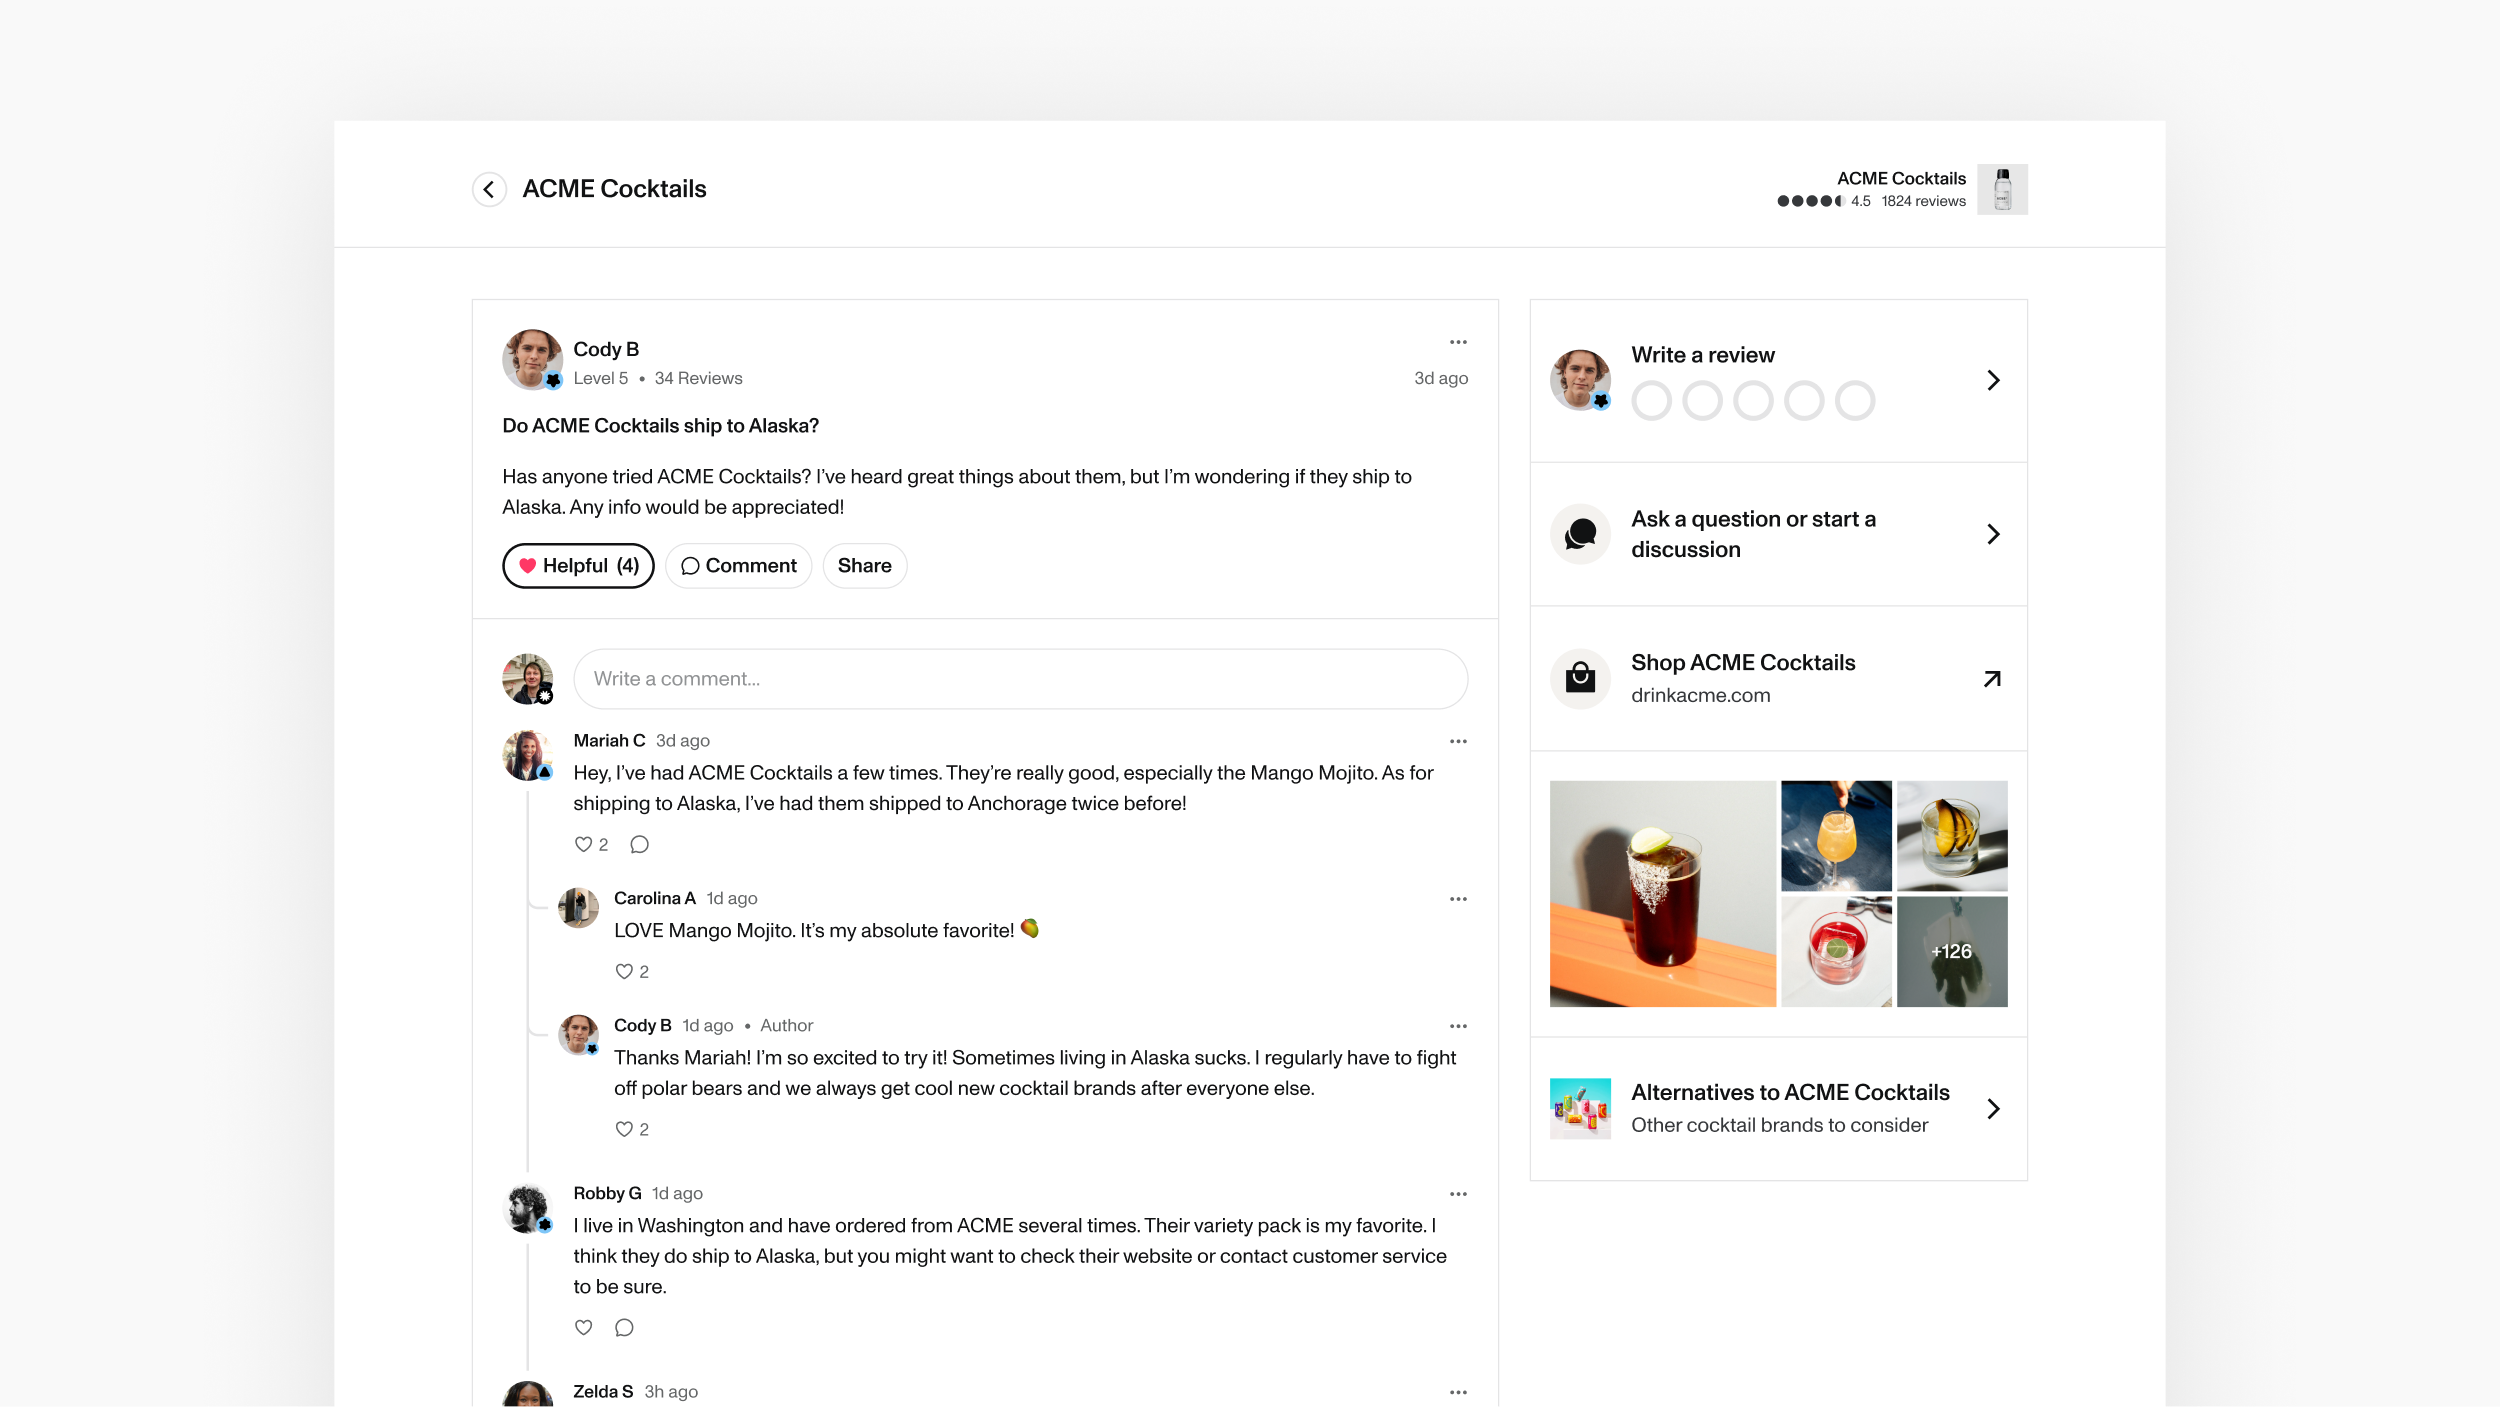 ACME Cocktails
ACME Cocktails
4.5 1824 reviews
Cody B
Level 5 • 34 Reviews
3d ago
Do ACME Cocktails ship to Alaska?
Has anyone tried ACME Cocktails? I’ve heard great things about them, but I’m wondering if they ship to
Alaska. Any info would be appreciated!
Helpful (4)
Comment
Share
Write a comment...
Mariah C 3d ago
Hey, I’ve had ACME Cocktails a few times. They’re really good, especially the Mango Mojito. As for
shipping to Alaska, I’ve had them shipped to Anchorage twice before!
2
Carolina A 1d ago
LOVE Mango Mojito. It’s my absolute favorite! 🥭
2
Cody B 1d ago • Author
Thanks Mariah! I’m so excited to try it! Sometimes living in Alaska sucks. I regularly have to fight
off polar bears and we always get cool new cocktail brands after everyone else.
2
Robby G 1d ago
I live in Washington and have ordered from ACME several times. Their variety pack is my favorite. I
think they do ship to Alaska, but you might want to check their website or contact customer service
to be sure.
Zelda S 3h ago
Write a review
Ask a question or start a
discussion
Shop ACME Cocktails
drinkacme.com
+126
Alternatives to ACME Cocktails
Other cocktail brands to consider